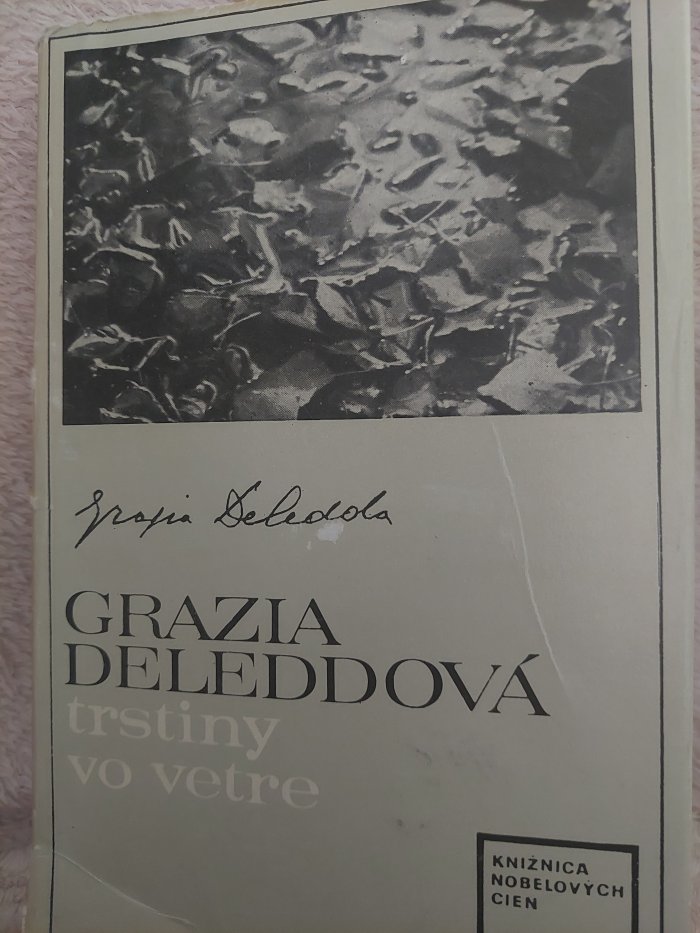 Grazia Deledda
GRAZIA
DELEDDOVÁ
trstiny
vo vetre
KNIŽNICA
NOBELOVÝCH
CIEN